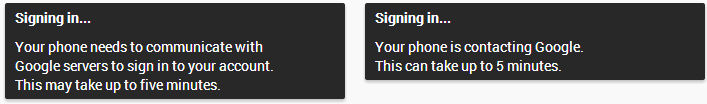 Signing in...
Your phone needs to communicate with
Google servers to sign in to your account.
This may take up to five minutes.
Signing in...
Your phone is contacting Google.
This can take up to 5 minutes.